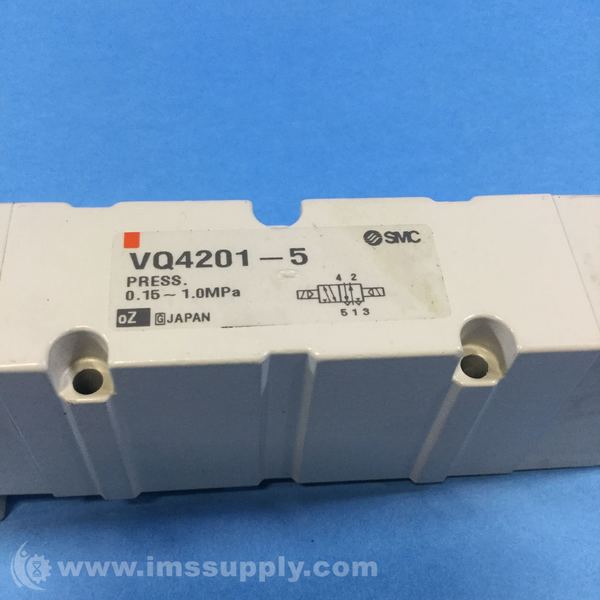 SMC
VQ4201-5
PRESS.
0.15~1.0MPa
4 2
5 1 3
oZ G JAPAN
www.imssupply.com